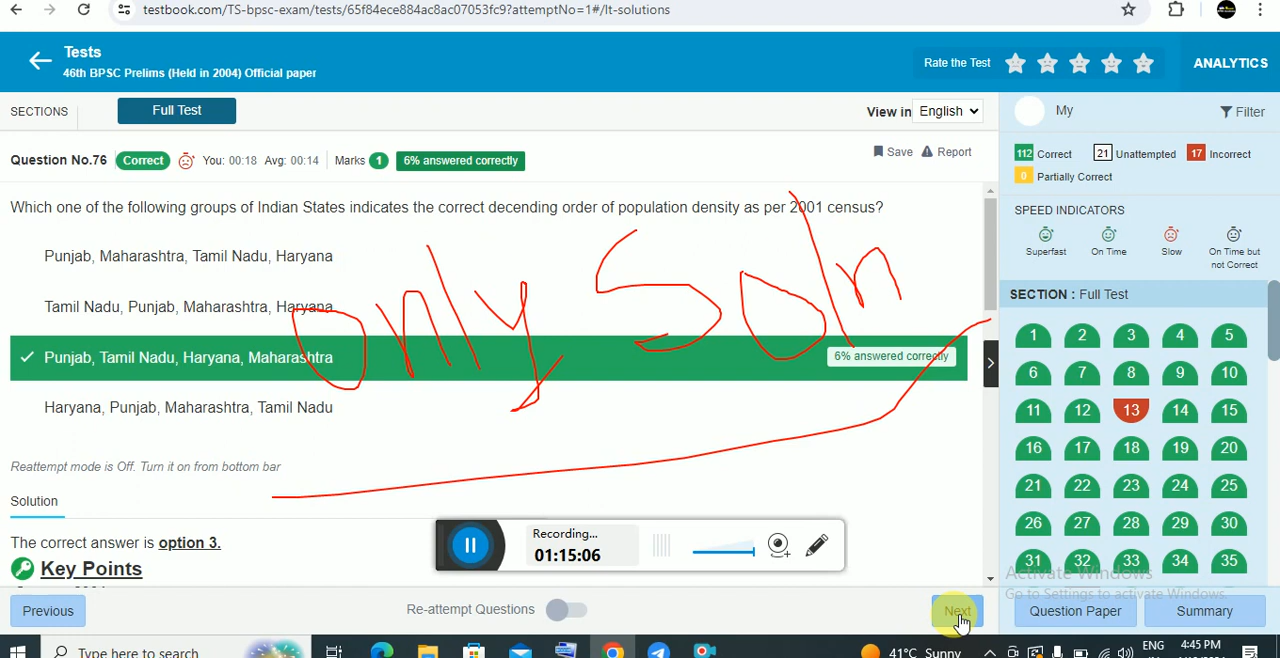 testbook.com/TS-bpsc-exam/tests/65f84ece884ac8ac07053fc9?attemptNo=1#/lt-solutions
Tests
46th BPSC Prelims (Held in 2004) Official paper
Rate the Test
ANALYTICS
SECTIONS
Full Test
View in English
My
Filter
Question No.76 Correct You: 00:18 Avg: 00:14 Marks 1 6% answered correctly
Save Report
112 Correct 21 Unattempted 17 Incorrect
0 Partially Correct
Which one of the following groups of Indian States indicates the correct decending order of population density as per 2001 census?
Punjab, Maharashtra, Tamil Nadu, Haryana
Tamil Nadu, Punjab, Maharashtra, Haryana
Punjab, Tamil Nadu, Haryana, Maharashtra
6% answered correctly
Haryana, Punjab, Maharashtra, Tamil Nadu
only Soln
Reattempt mode is Off. Turn it on from bottom bar
Solution
The correct answer is option 3.
Key Points
Recording...
01:15:06
SPEED INDICATORS
Superfast On Time Slow On Time but
not Correct
SECTION : Full Test
1 2 3 4 5
6 7 8 9 10
11 12 13 14 15
16 17 18 19 20
21 22 23 24 25
26 27 28 29 30
31 32 33 34 35
Activate Windows
Go to Settings to activate Windows.
Previous
Re-attempt Questions
Next
Question Paper
Summary
Type here to search
41°C Sunny
ENG
4:45 PM